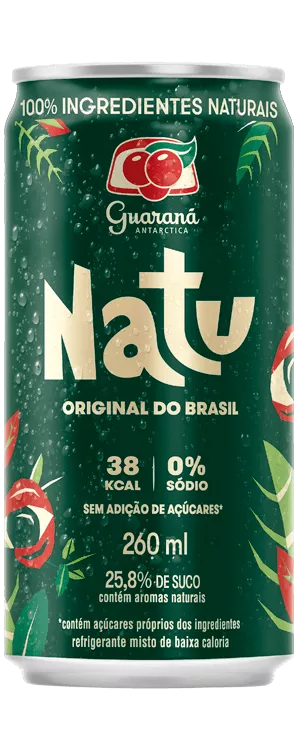 100% INGREDIENTES NATURAIS
Guaraná
ANTARCTICA
Natu
ORIGINAL DO BRASIL
38 0%
KCAL SÓDIO
SEM ADIÇÃO DE AÇÚCARES*
260 ml
25,8% DE SUCO
contém aromas naturais
*contém açúcares próprios dos ingredientes
refrigerante misto de baixa caloria